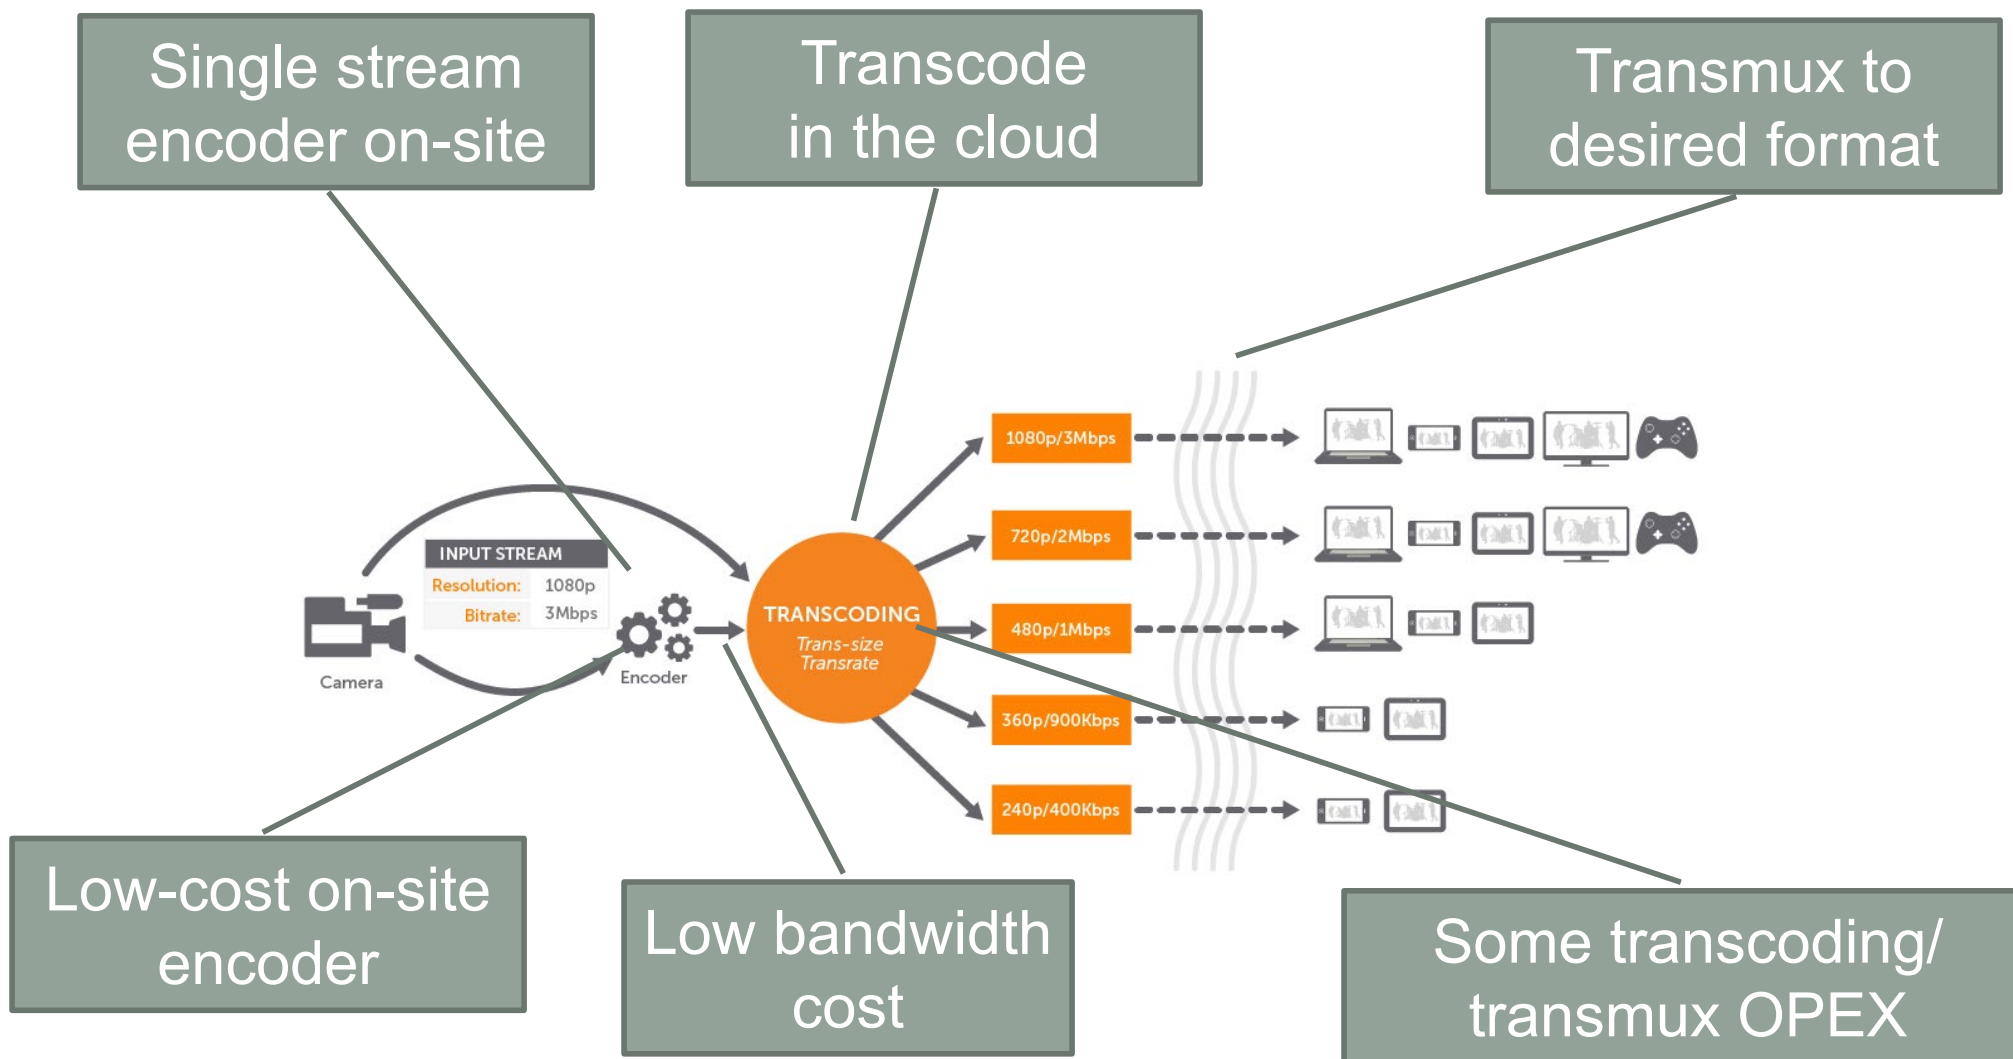 Single stream
encoder on-site
Transcode
in the cloud
Transmux to
desired format
INPUT STREAM
Resolution: 1080p
Bitrate: 3Mbps
Camera
Encoder
TRANSCODING
Trans-size
Transrate
1080p/3Mbps
720p/2Mbps
480p/1Mbps
360p/900Kbps
240p/400Kbps
Low-cost on-site
encoder
Low bandwidth
cost
Some transcoding/
transmux OPEX